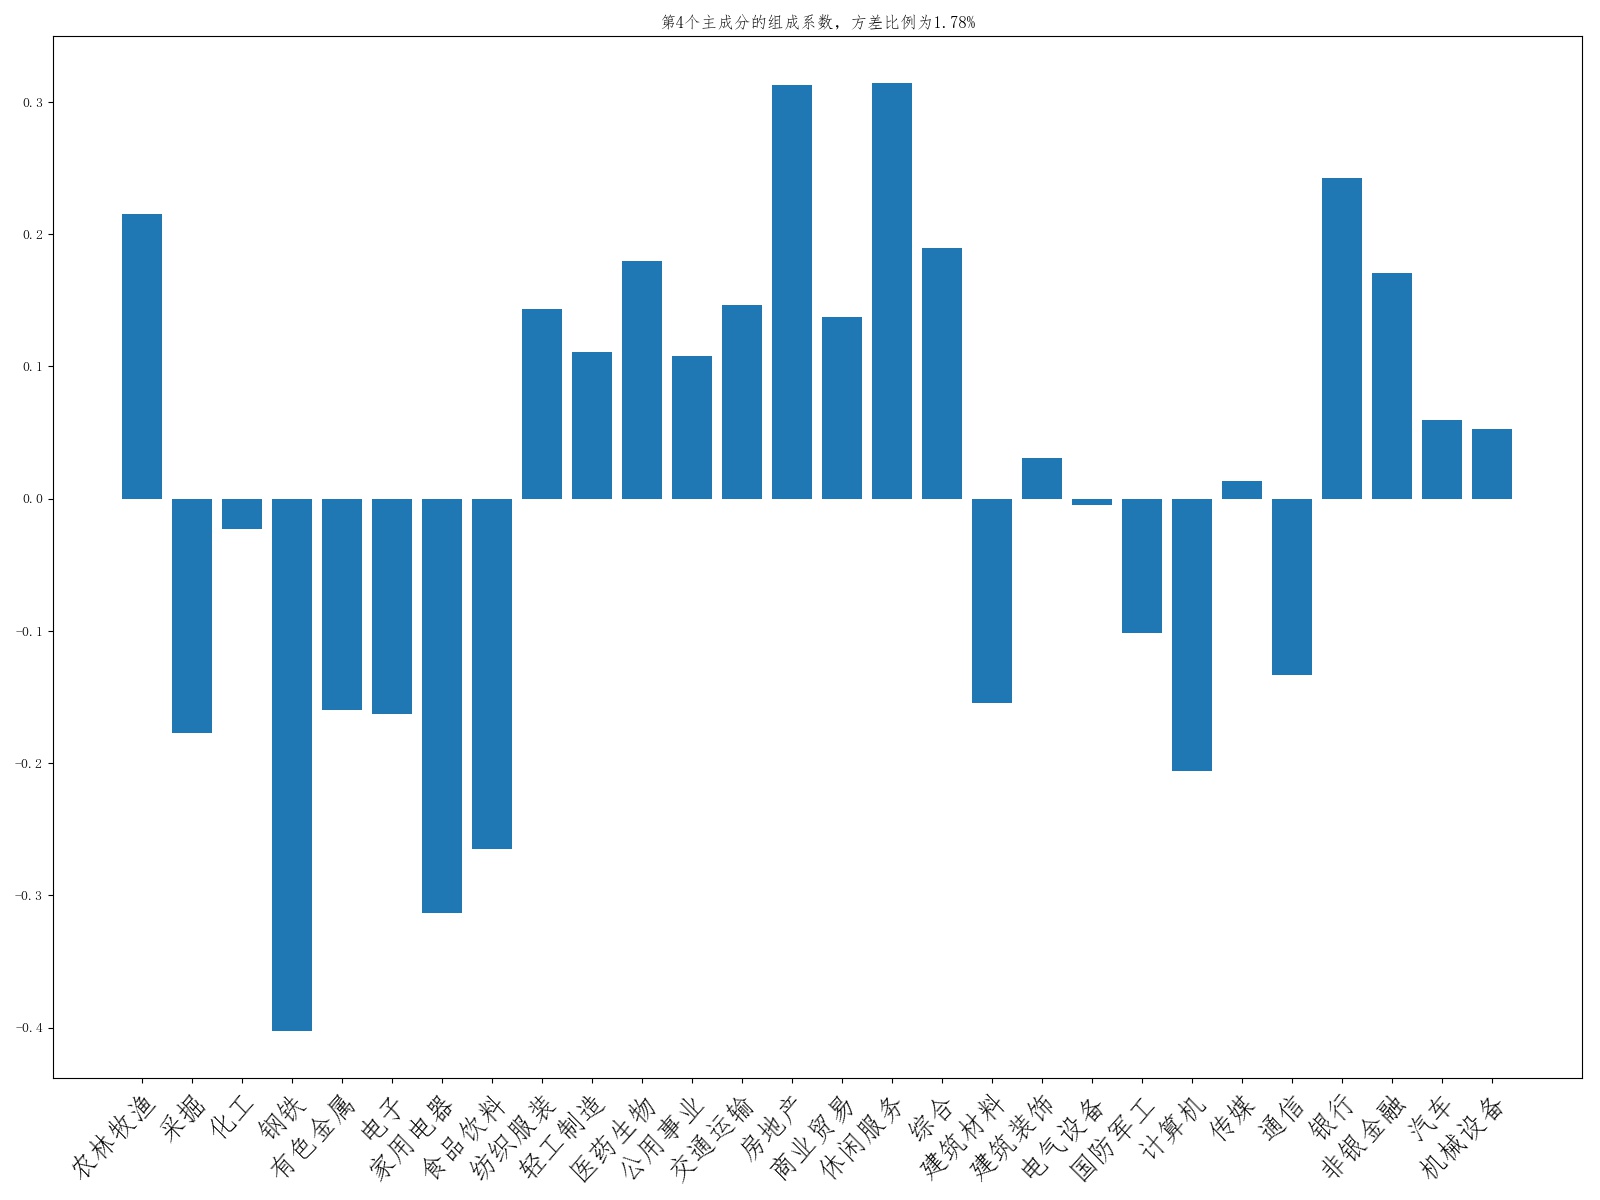 第4个主成分的组成系数，方差比例为1.78%
0.3
0.2
0.1
0.0
-0.1
-0.2
-0.3
-0.4
农林牧渔
采掘
化工
钢铁
有色金属
电子
家用电器
食品饮料
纺织服装
轻工制造
医药生物
公用事业
交通运输
房地产
商业贸易
休闲服务
综合
建筑材料
建筑装饰
电气设备
国防军工
计算机
传媒
通信
银行
非银金融
汽车
机械设备